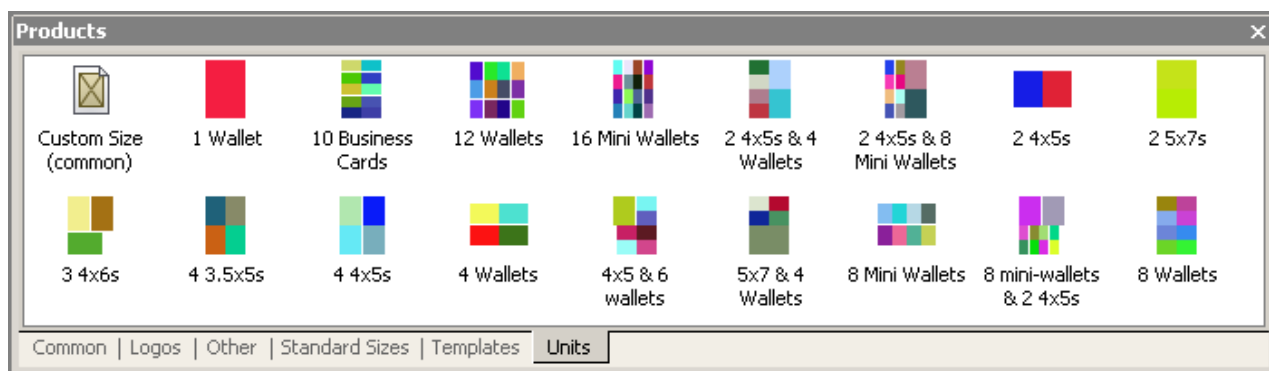 Products
Custom Size (common)
1 Wallet
10 Business Cards
12 Wallets
16 Mini Wallets
2 4x5s & 4 Wallets
2 4x5s & 8 Mini Wallets
2 4x5s
2 5x7s
3 4x6s
4 3.5x5s
4 4x5s
4 Wallets
4x5 & 6 wallets
5x7 & 4 Wallets
8 Mini Wallets
8 mini-wallets & 2 4x5s
8 Wallets
Common | Logos | Other | Standard Sizes | Templates Units